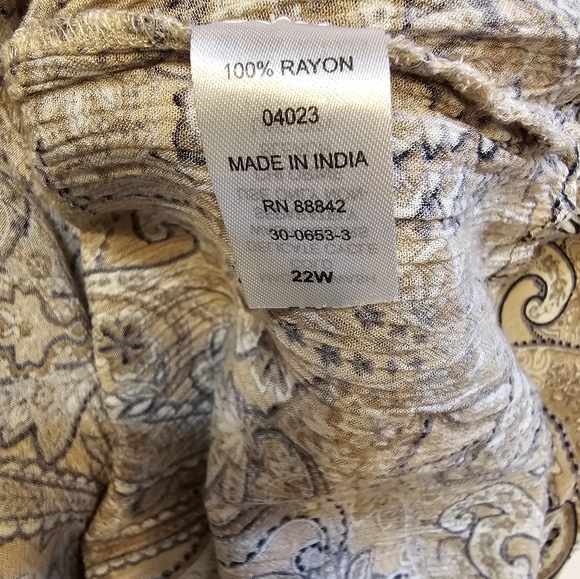 100% RAYON
04023
MADE IN INDIA
RN 88842
30-0653-3
22W